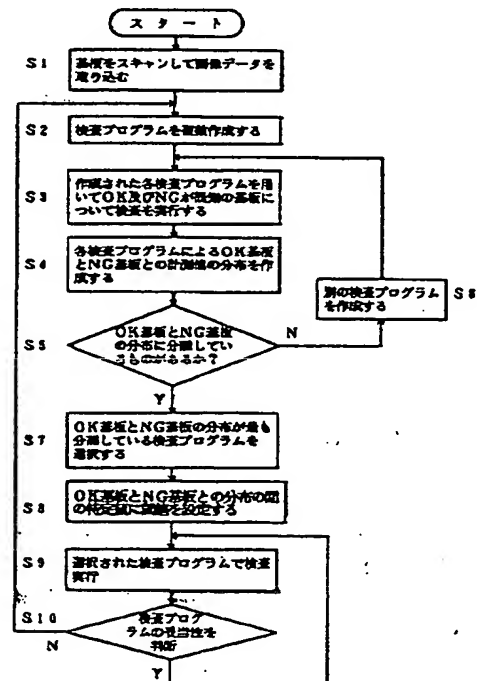 スタート
S1
基板をスキャンして画像データを
取り込む
S2
検査プログラムを複数作成する
S3
作成された各検査プログラムを用
いてOK及びNGが既知の基板に
ついて検査を実行する
S4
各検査プログラムによるOK基板
とNG基板との計測値の分布を作
成する
別の検査プログラム
を作成する
S6
S5
OK基板とNG基板
の分布に分離してい
るものがあるか?
N
Y
S7
OK基板とNG基板の分布が最も
分離している検査プログラムを
選択する
S8
OK基板とNG基板との分布の間
の特定値に閾値を設定する
S9
選択された検査プログラムで検査
実行
S10
検査プログ
ラムの妥当性を
判断
N
Y